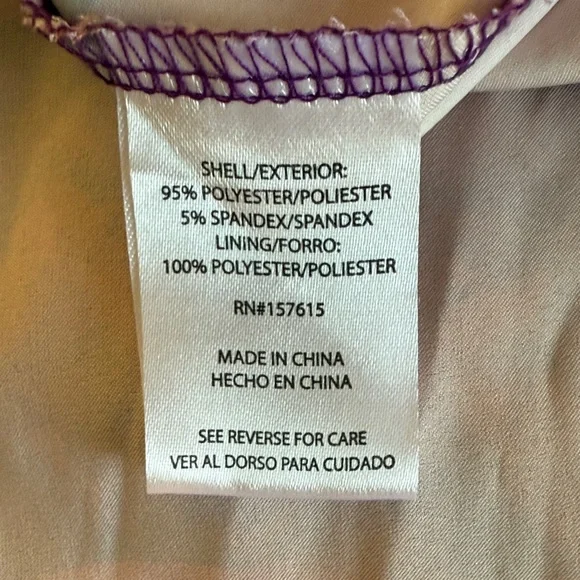 SHELL/EXTERIOR:
95% POLYESTER/POLIESTER
5% SPANDEX/SPANDEX
LINING/FORRO:
100% POLYESTER/POLIESTER
RN#157615
MADE IN CHINA
HECHO EN CHINA
SEE REVERSE FOR CARE
VER AL DORSO PARA CUIDADO